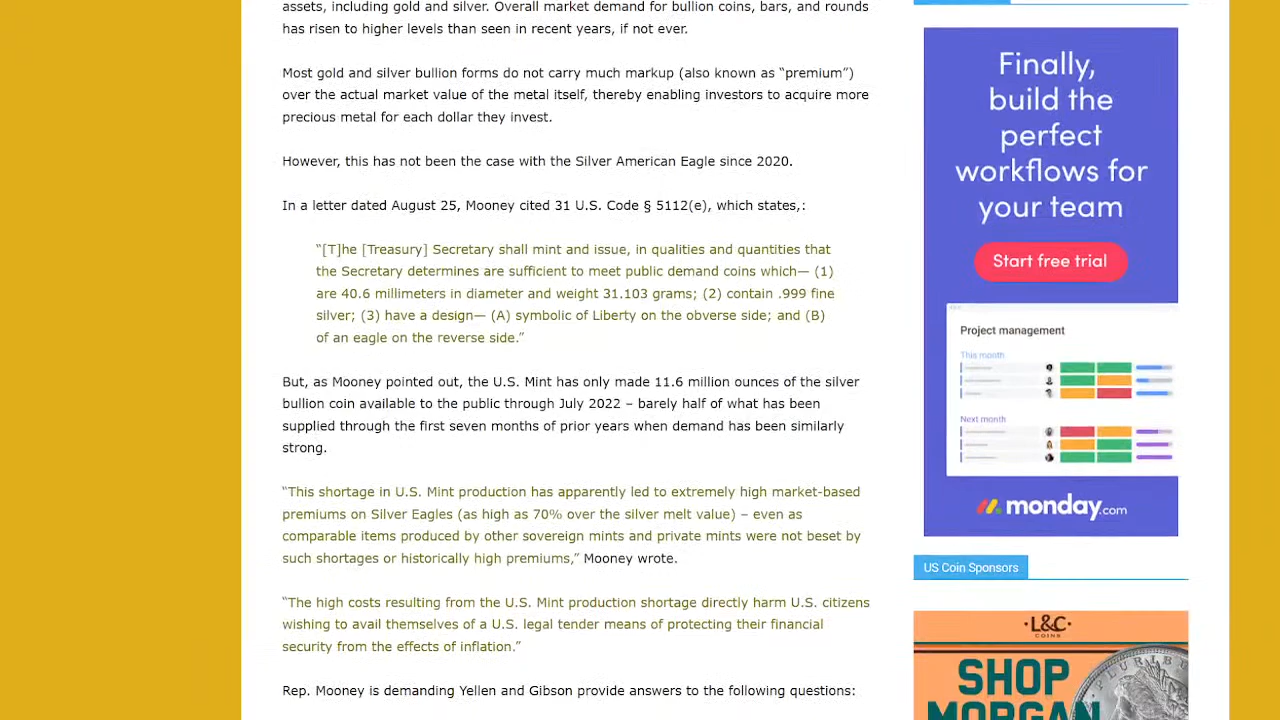 assets, including gold and silver. Overall market demand for bullion coins, bars, and rounds
has risen to higher levels than seen in recent years, if not ever.
Most gold and silver bullion forms do not carry much markup (also known as “premium”)
over the actual market value of the metal itself, thereby enabling investors to acquire more
precious metal for each dollar they invest.
However, this has not been the case with the Silver American Eagle since 2020.
In a letter dated August 25, Mooney cited 31 U.S. Code § 5112(e), which states,:
“[T]he [Treasury] Secretary shall mint and issue, in qualities and quantities that
the Secretary determines are sufficient to meet public demand coins which— (1)
are 40.6 millimeters in diameter and weight 31.103 grams; (2) contain .999 fine
silver; (3) have a design— (A) symbolic of Liberty on the obverse side; and (B)
of an eagle on the reverse side.”
But, as Mooney pointed out, the U.S. Mint has only made 11.6 million ounces of the silver
bullion coin available to the public through July 2022 – barely half of what has been
supplied through the first seven months of prior years when demand has been similarly
strong.
“This shortage in U.S. Mint production has apparently led to extremely high market-based
premiums on Silver Eagles (as high as 70% over the silver melt value) – even as
comparable items produced by other sovereign mints and private mints were not beset by
such shortages or historically high premiums,” Mooney wrote.
“The high costs resulting from the U.S. Mint production shortage directly harm U.S. citizens
wishing to avail themselves of a U.S. legal tender means of protecting their financial
security from the effects of inflation.”
Rep. Mooney is demanding Yellen and Gibson provide answers to the following questions:
Finally,
build the
perfect
workflows for
your team
Start free trial
Project management
This month
Next month
monday.com
US Coin Sponsors
·L&C·
COINS
SHOP
MORGAN